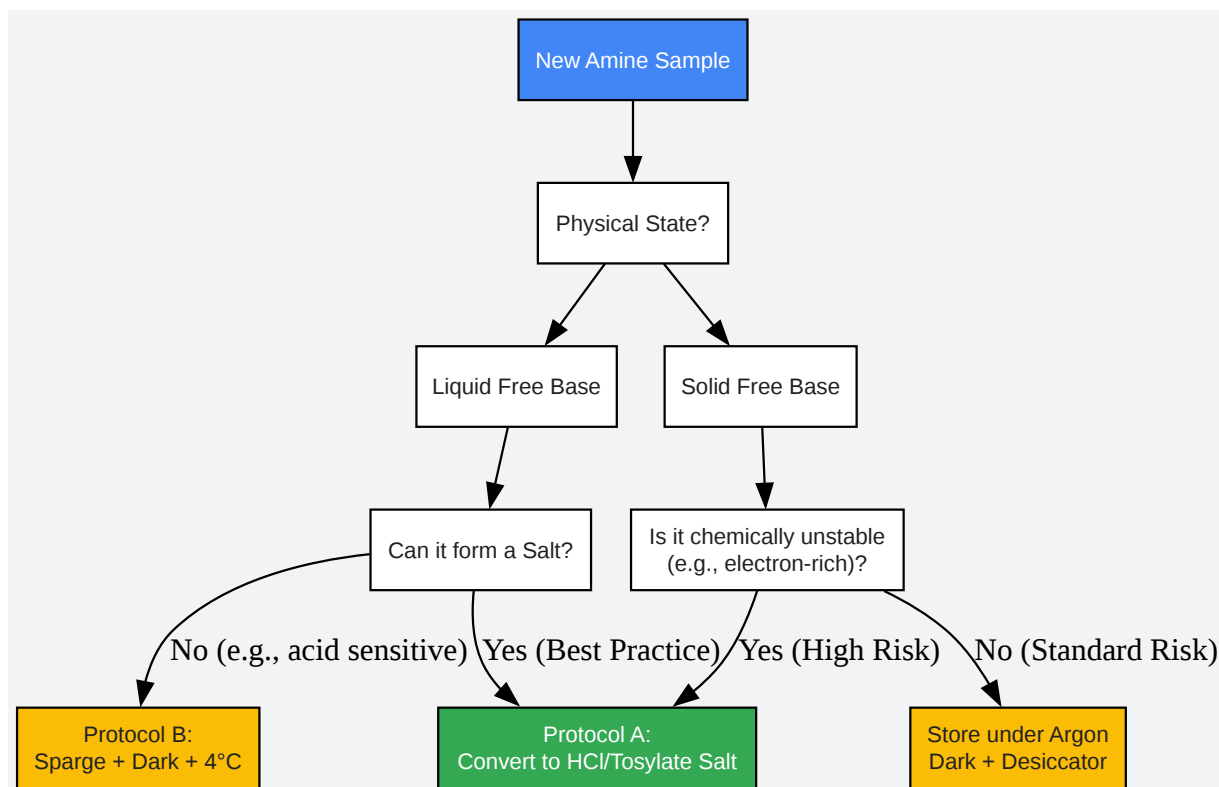 New Amine Sample
Physical State?
Liquid Free Base
Solid Free Base
Can it form a Salt?
Is it chemically unstable
(e.g., electron-rich)?
No (e.g., acid sensitive)
Yes (Best Practice)
Yes (High Risk)
No (Standard Risk)
Protocol B:
Sparge + Dark + 4°C
Protocol A:
Convert to HCl/Tosylate Salt
Store under Argon
Dark + Desiccator